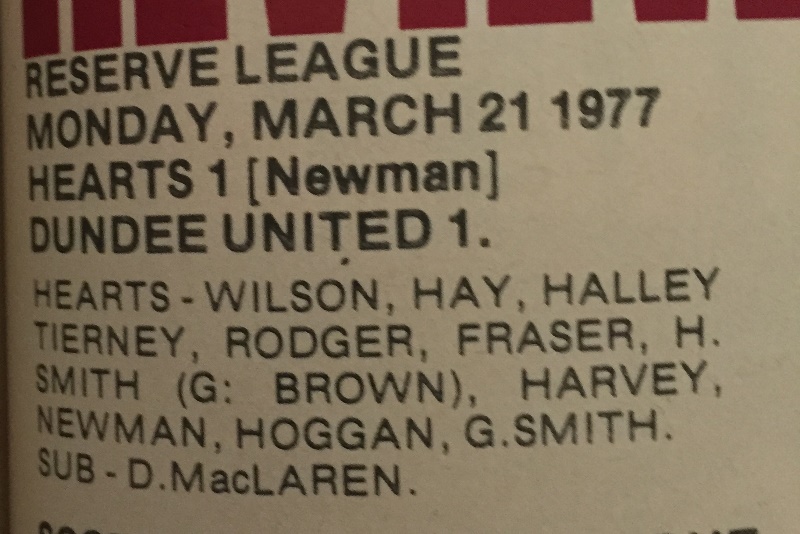 RESERVE LEAGUE
MONDAY, MARCH 21 1977
HEARTS 1 [Newman]
DUNDEE UNITED 1.
HEARTS - WILSON, HAY, HALLEY
TIERNEY, RODGER, FRASER, H.
SMITH (G: BROWN), HARVEY,
NEWMAN, HOGGAN, G.SMITH.
SUB - D.MacLAREN.